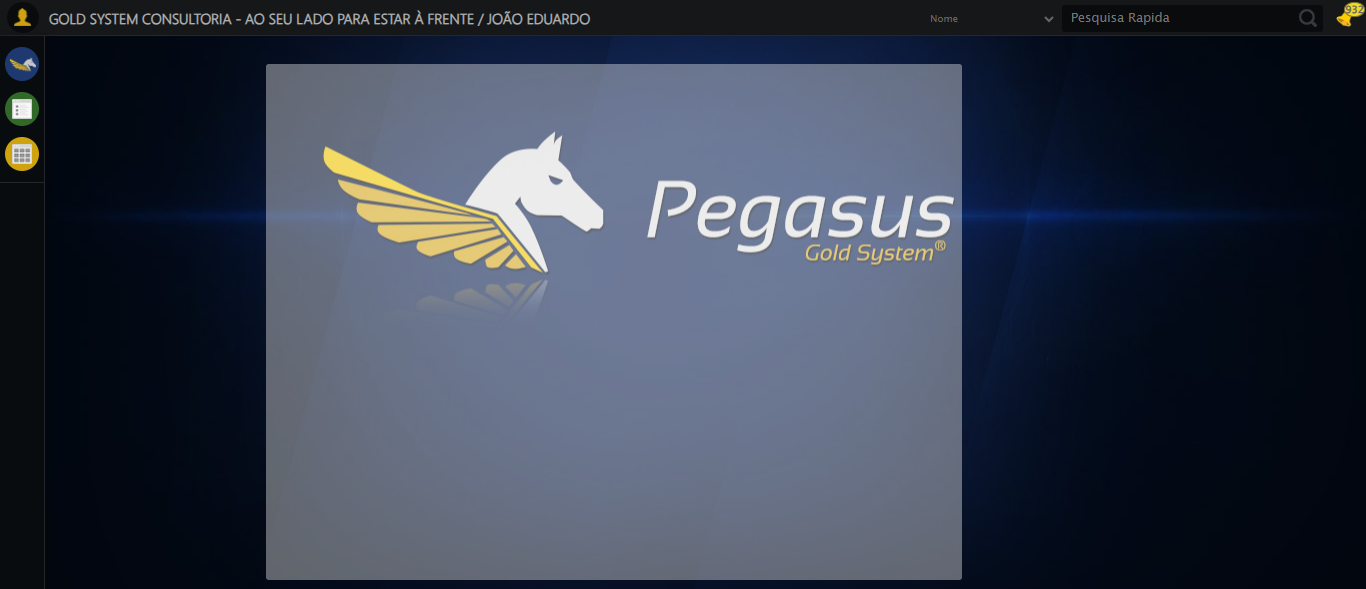 GOLD SYSTEM CONSULTORIA - AO SEU LADO PARA ESTAR À FRENTE / JOÃO EDUARDO
Nome
Pesquisa Rapida
932
Pegasus
Gold System®